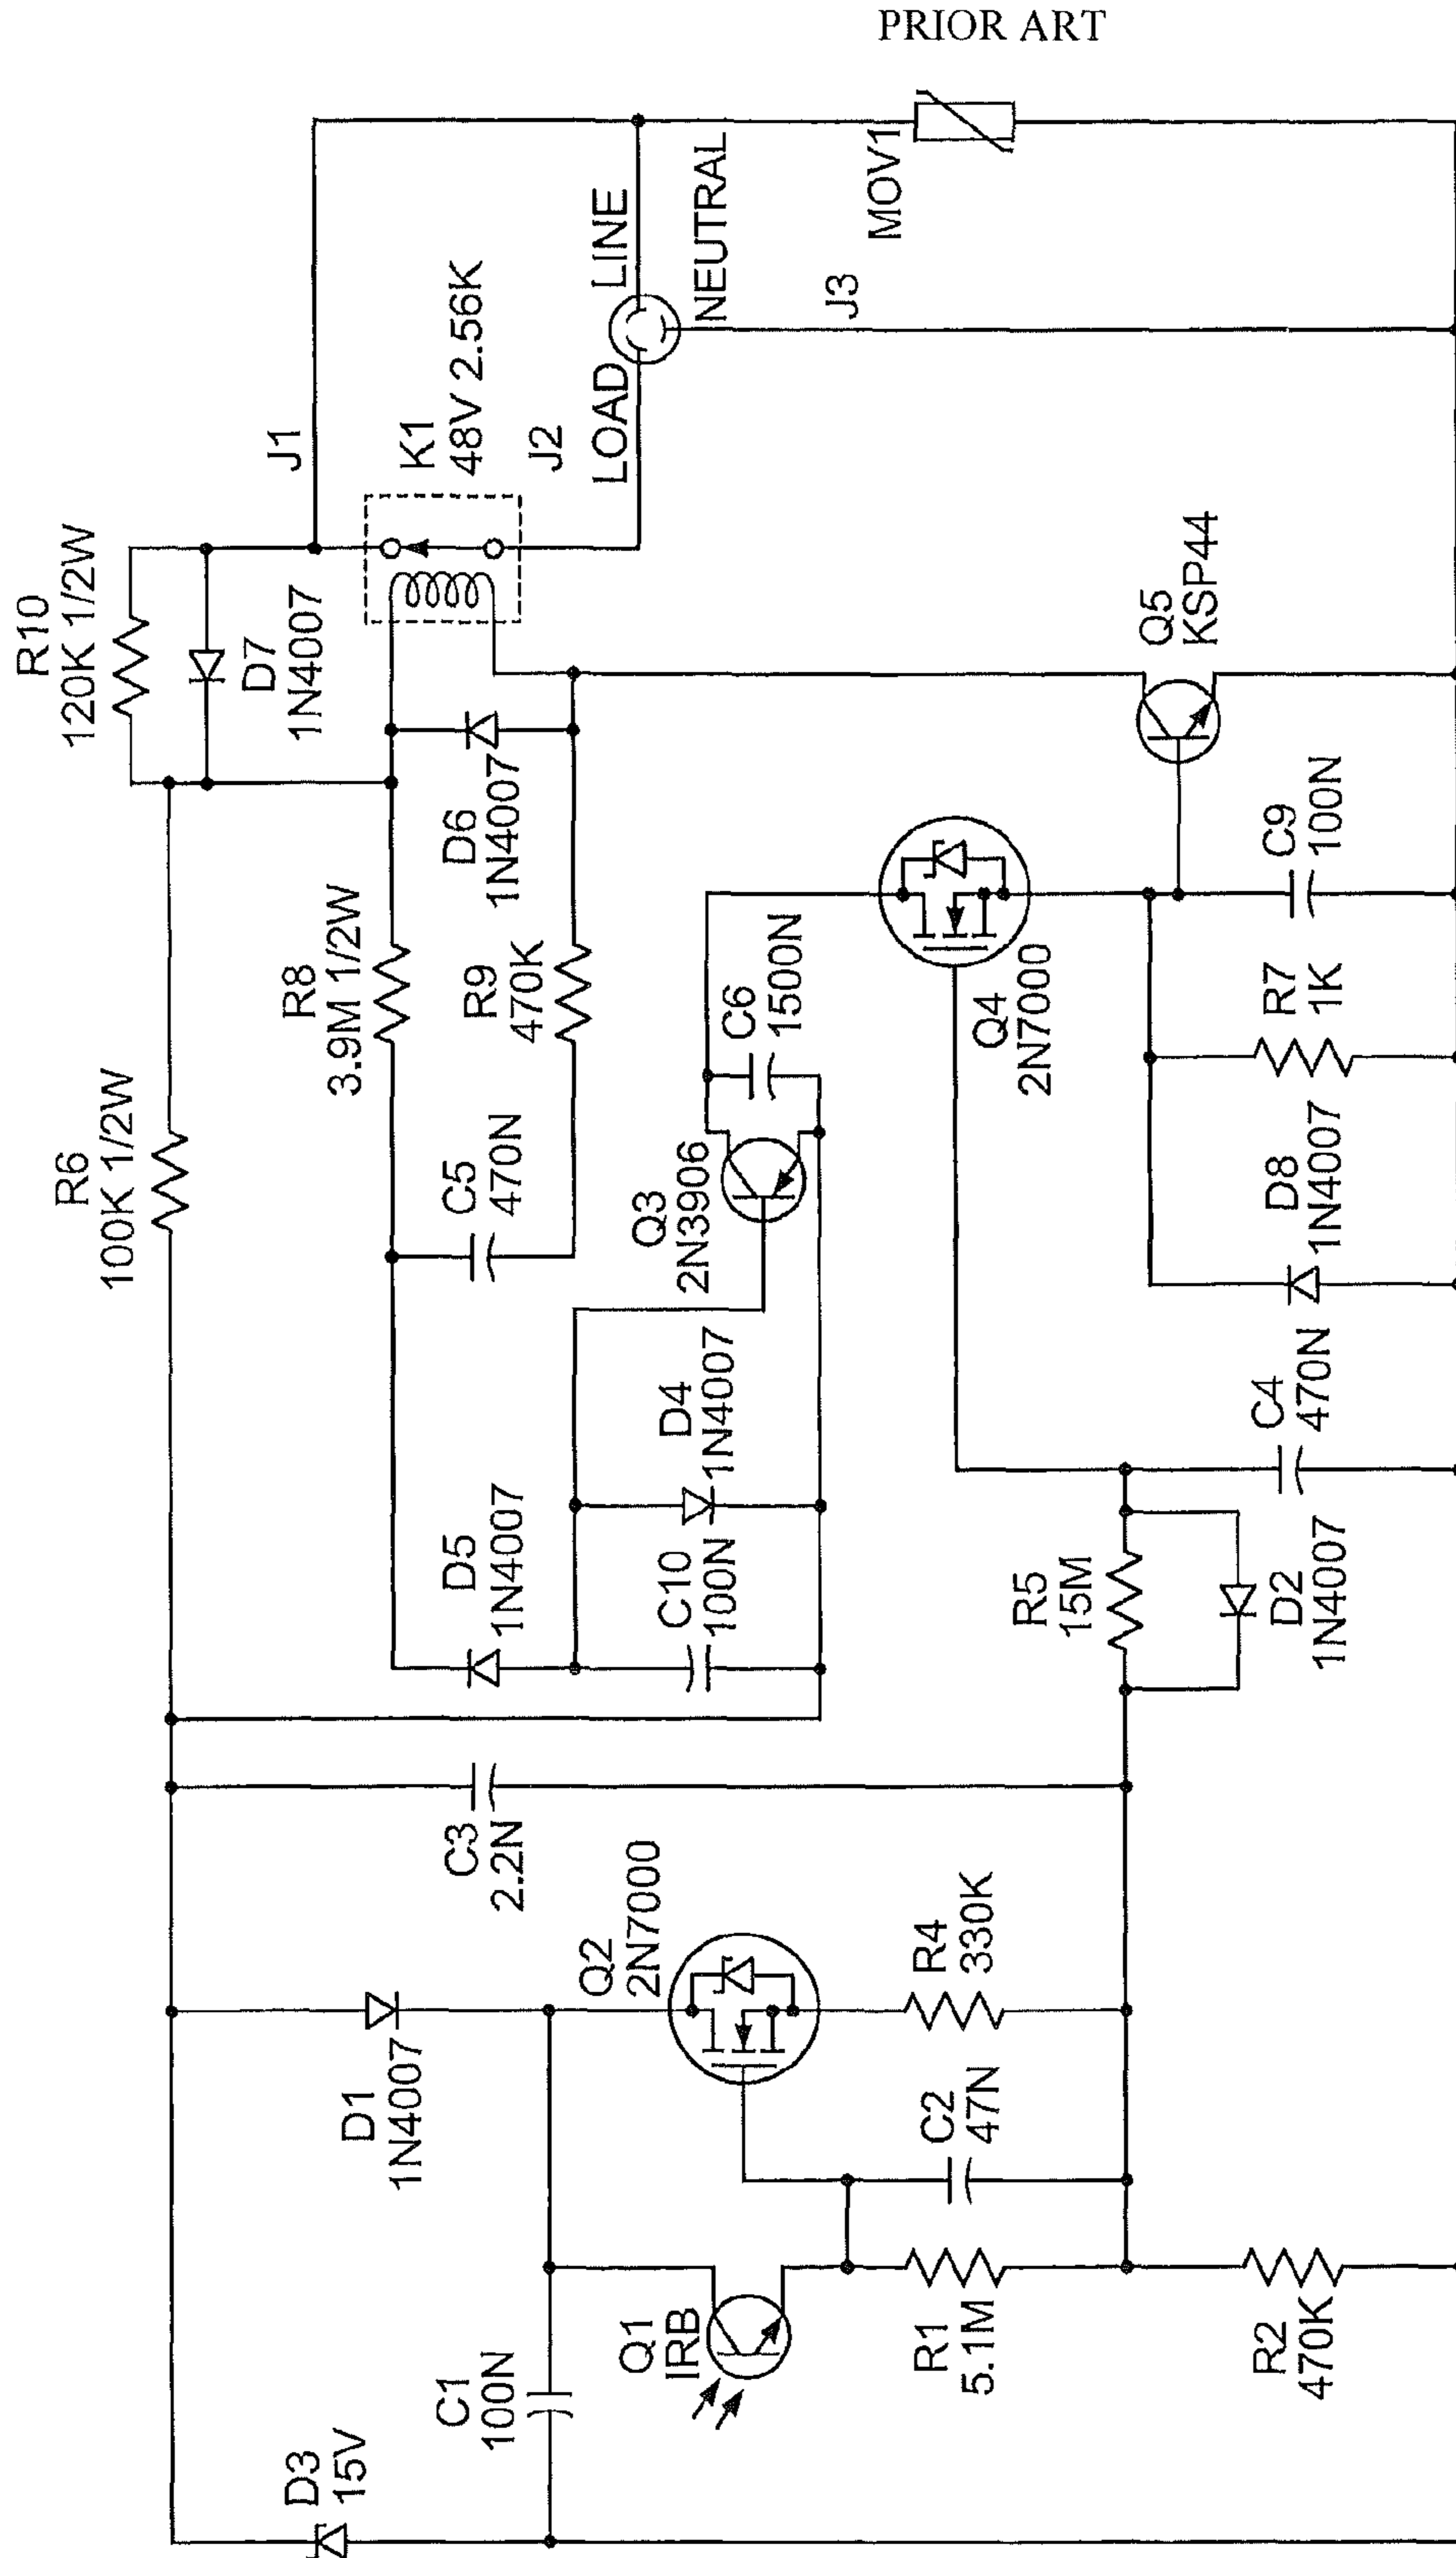 PRIOR ART
R10
120K 1/2W
D7
1N4007
J1
K1
48V 2.56K
J2
LOAD
LINE
NEUTRAL
J3
MOV1
R6
100K 1/2W
R8
3.9M 1/2W
D6
1N4007
R9
470K
C5
470N
Q5
KSP44
C6
1500N
Q3
2N3906
Q4
2N7000
C9
100N
R7
1K
D8
1N4007
D5
1N4007
D4
1N4007
C10
100N
C4
470N
R5
15M
D2
1N4007
C3
2.2N
Q2
2N7000
R4
330K
D1
1N4007
C2
47N
Q1
IRB
R1
5.1M
R2
470K
C1
100N
D3
15V